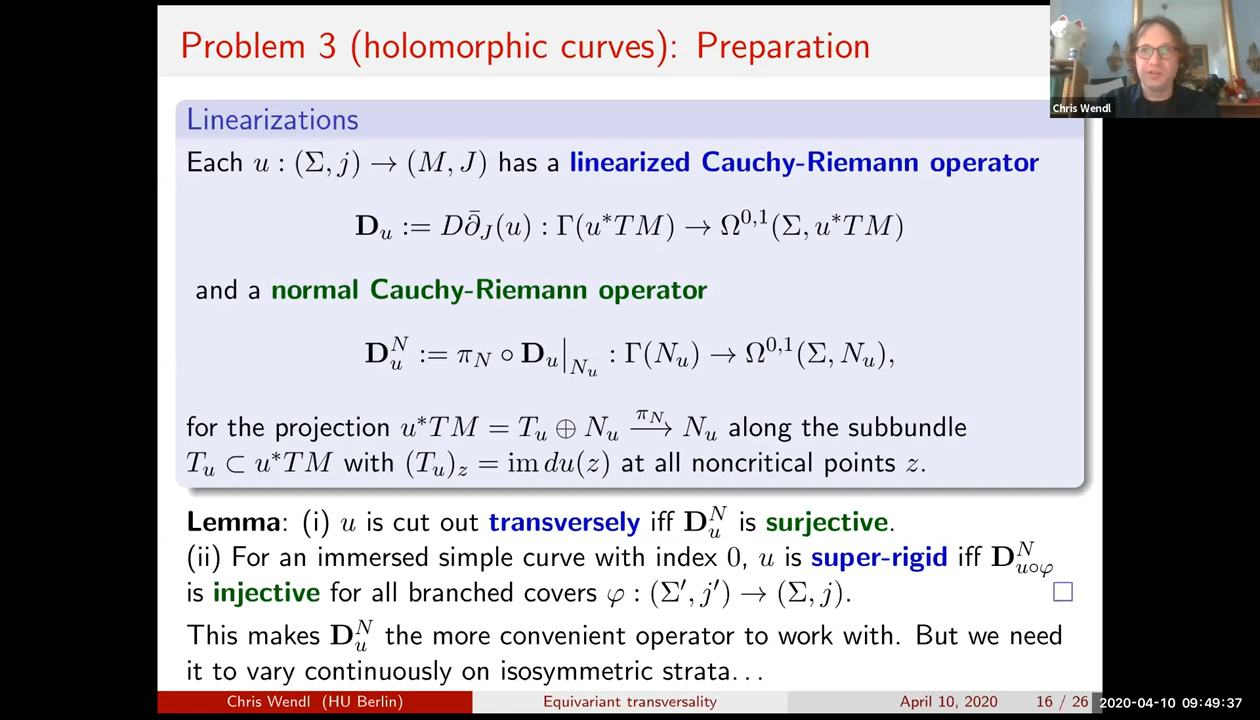 Problem 3 (holomorphic curves): Preparation
Chris Wendl
Linearizations
Each u : (Σ, j) → (M, J) has a linearized Cauchy-Riemann operator
D_u := D∂̄_J(u) : Γ(u*TM) → Ω^{0,1}(Σ, u*TM)
and a normal Cauchy-Riemann operator
D_u^N := π_N ∘ D_u|_{N_u} : Γ(N_u) → Ω^{0,1}(Σ, N_u),
for the projection u*TM = T_u ⊕ N_u \xrightarrow{π_N} N_u along the subbundle
T_u ⊂ u*TM with (T_u)_z = im du(z) at all noncritical points z.
Lemma: (i) u is cut out transversely iff D_u^N is surjective.
(ii) For an immersed simple curve with index 0, u is super-rigid iff D_{u∘φ}^N
is injective for all branched covers φ : (Σ′, j′) → (Σ, j). □
This makes D_u^N the more convenient operator to work with. But we need
it to vary continuously on isosymmetric strata...
Chris Wendl (HU Berlin) Equivariant transversality April 10, 2020 16 / 26 2020-04-10 09:49:37